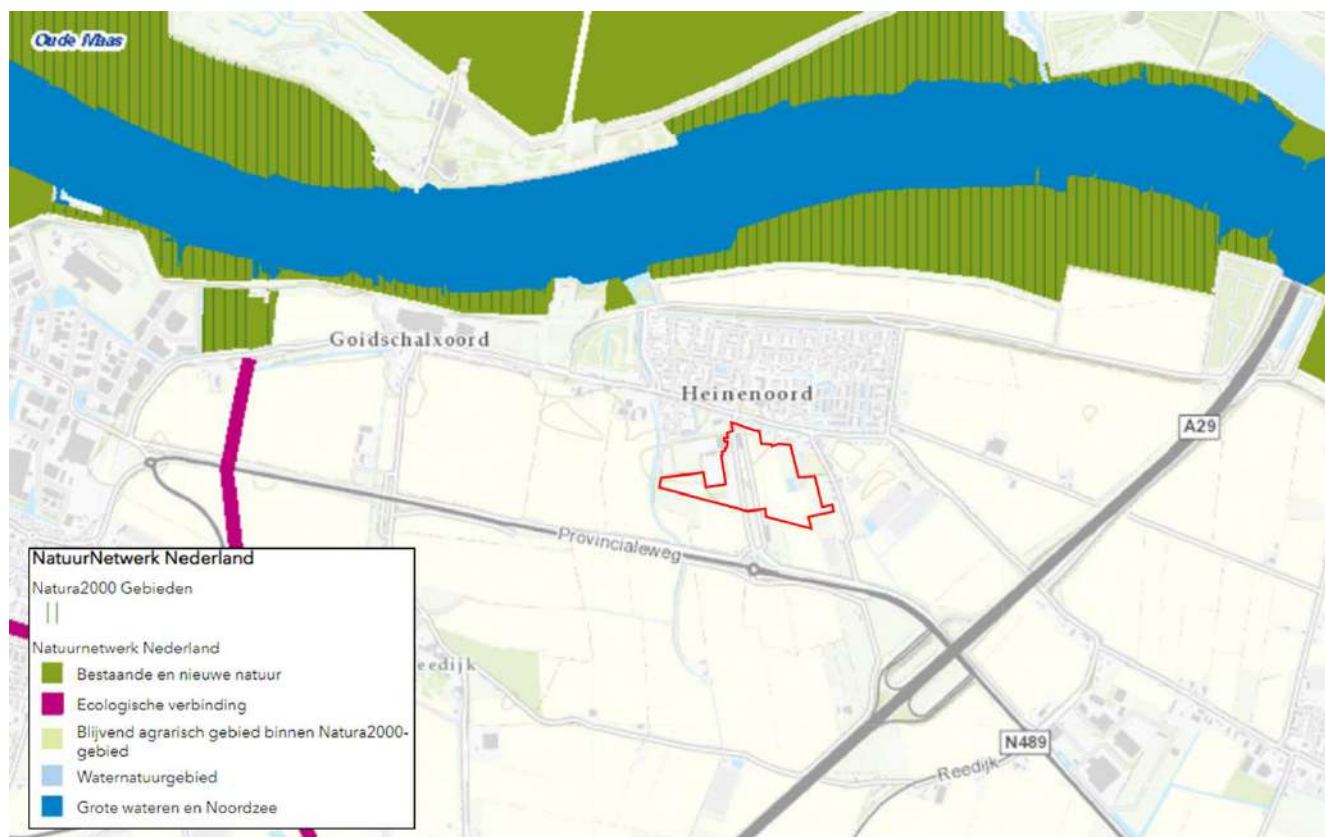 Oude Maas
Goidschalxoord
Heinenoord
A29
Provincialeweg
eedijk
N489
Reedijk
NatuurNetwerk Nederland
Natura2000 Gebieden
Natuurnetwerk Nederland
Bestaande en nieuwe natuur
Ecologische verbinding
Blijvend agrarisch gebied binnen Natura2000-
gebied
Waternatuurgebied
Grote wateren en Noordzee